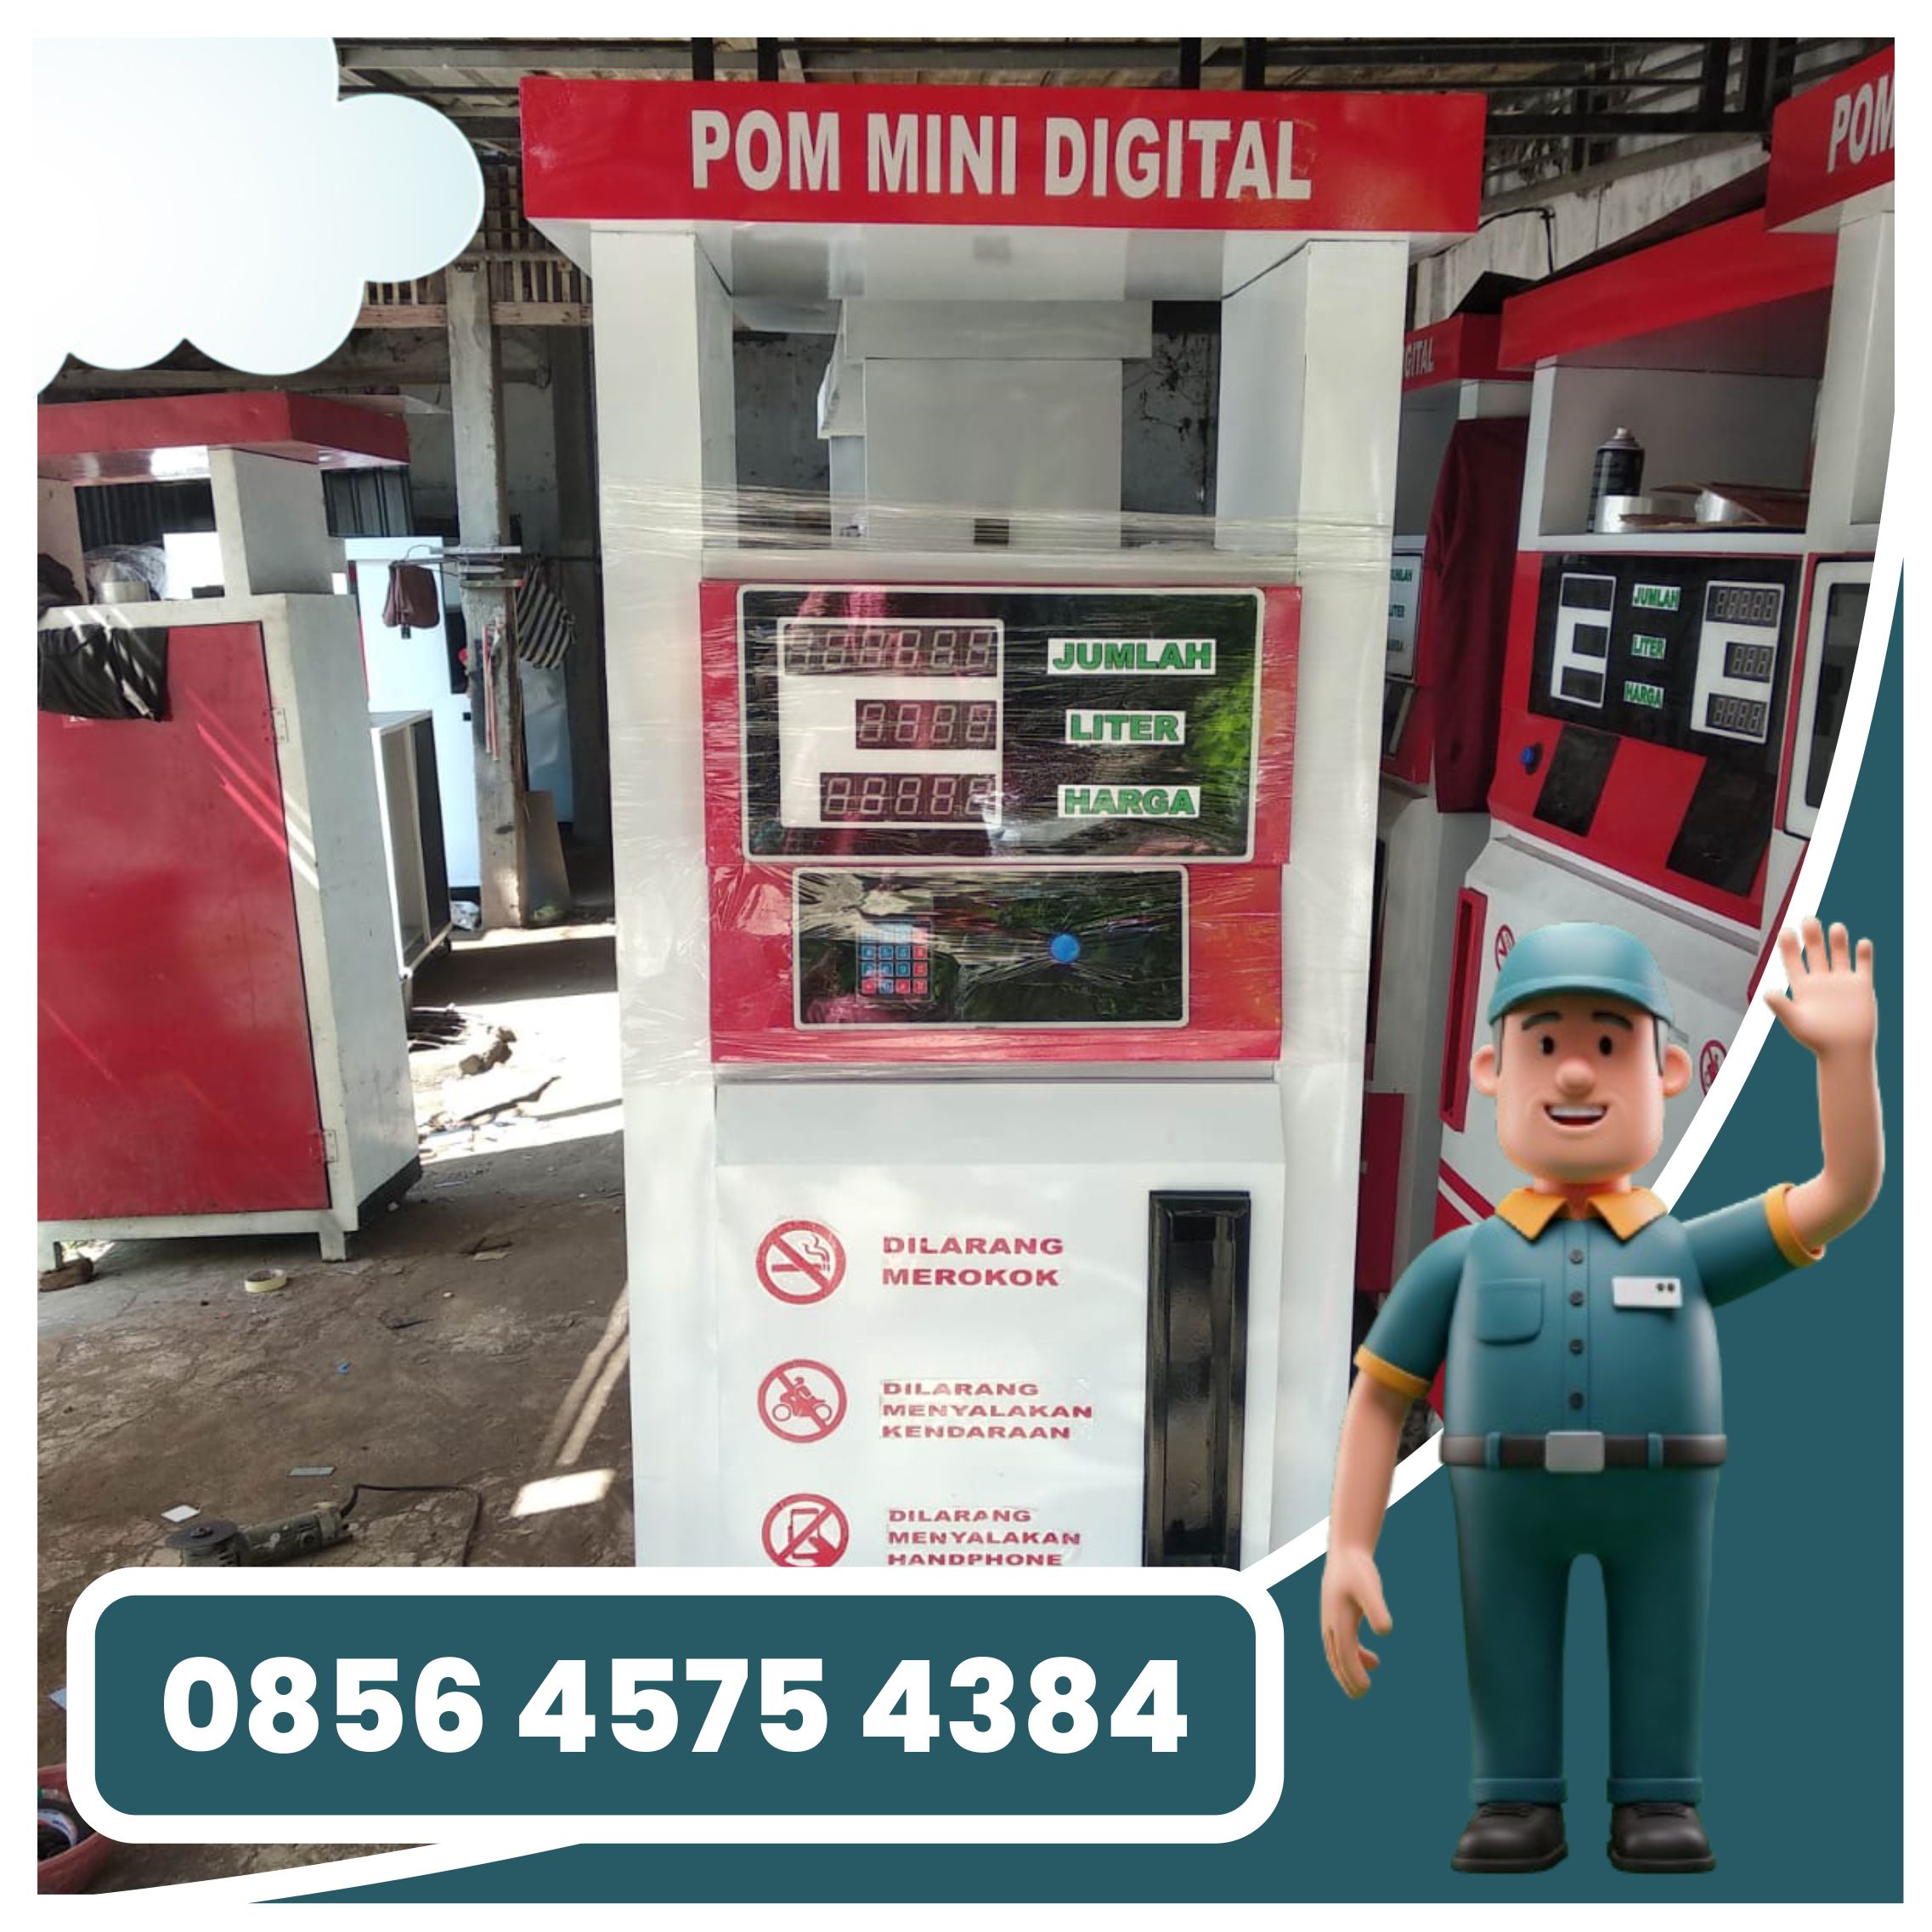 POM MINI DIGITAL
POM
GITAL
JUMLAH
LITER
HARGA
JUMLAH
LITER
HARGA
DILARANG
MEROKOK
DILARANG
MENYALAKAN
KENDARAAN
DILARANG
MENYALAKAN
HANDPHONE
0856 4575 4384